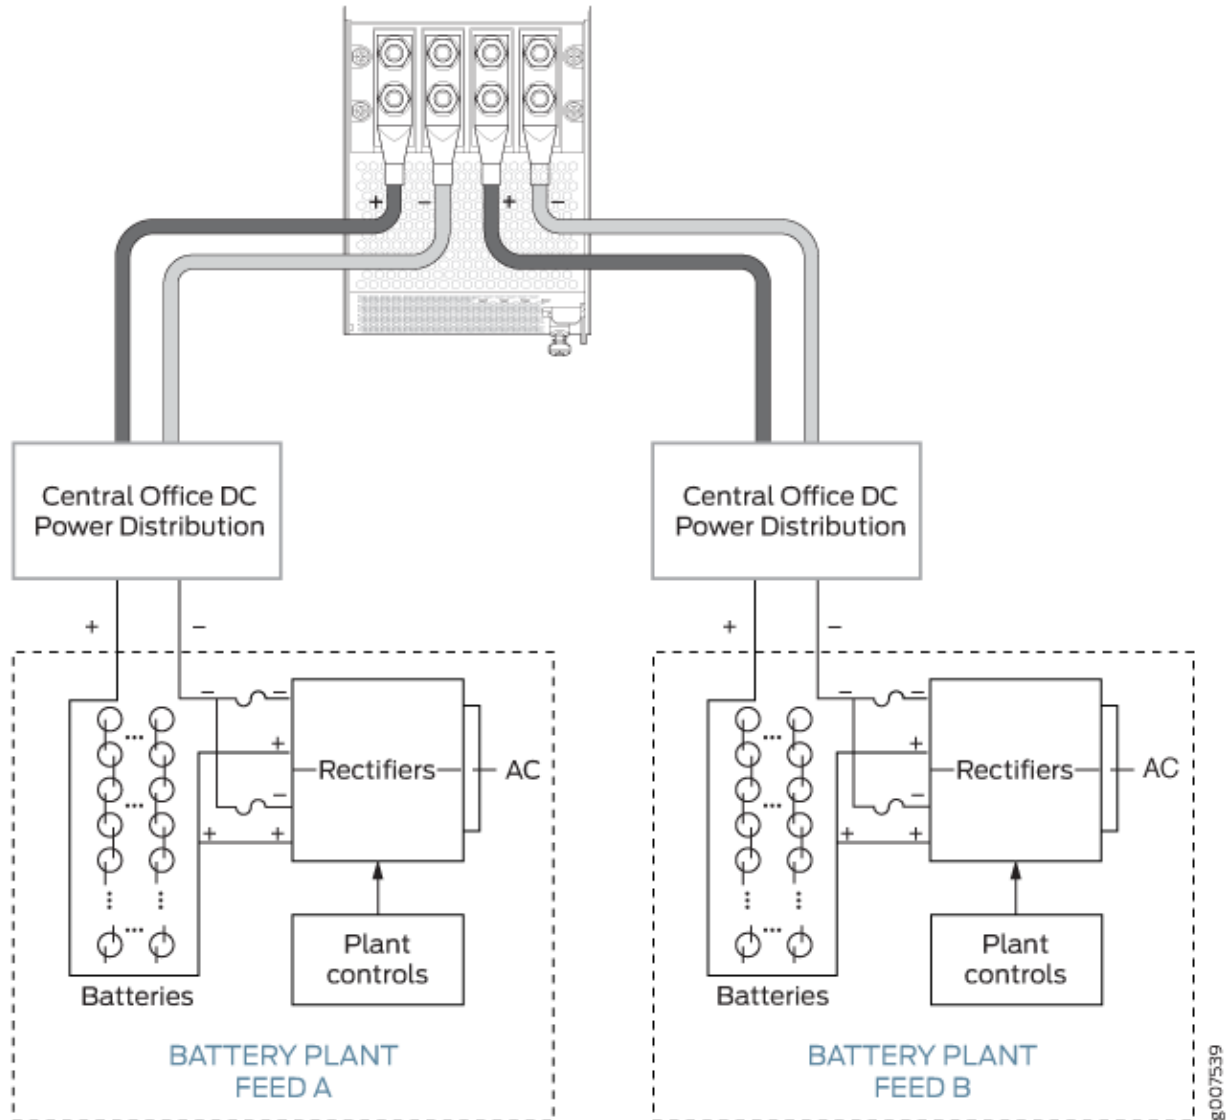 + − + −
Central Office DC
Power Distribution
Central Office DC
Power Distribution
+ −
+ −
− −
+
Rectifiers
AC
−
+ +
Plant
controls
Batteries
BATTERY PLANT
FEED A
− −
+
Rectifiers
AC
−
+ +
Plant
controls
Batteries
BATTERY PLANT
FEED B
g007539